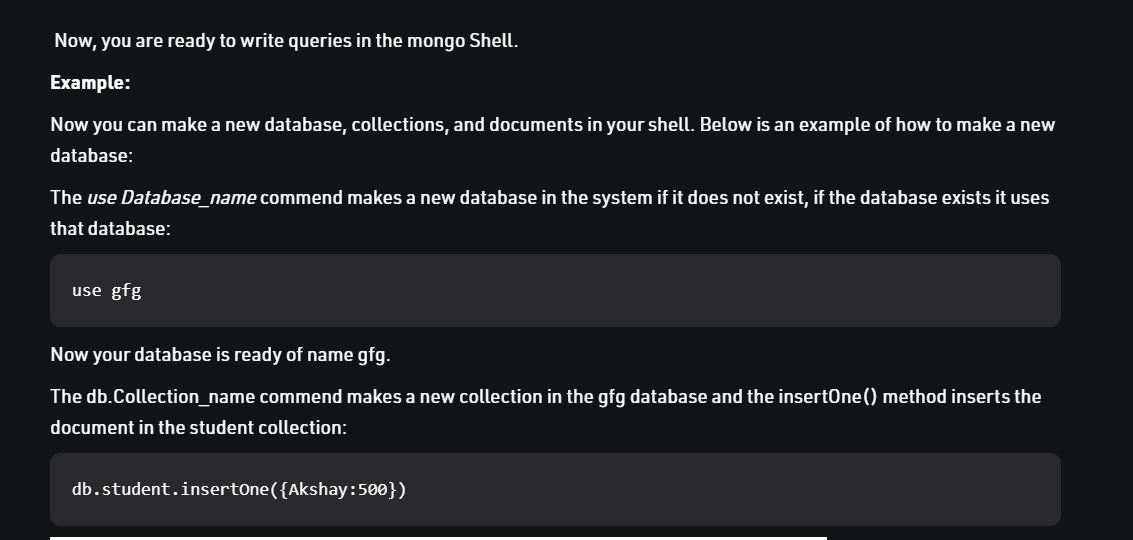 Now, you are ready to write queries in the mongo Shell.
Example:
Now you can make a new database, collections, and documents in your shell. Below is an example of how to make a new
database:
The use Database_name commend makes a new database in the system if it does not exist, if the database exists it uses
that database:
use gfg
Now your database is ready of name gfg.
The db.Collection_name commend makes a new collection in the gfg database and the insertOne() method inserts the
document in the student collection:
db.student.insertOne({Akshay:500})